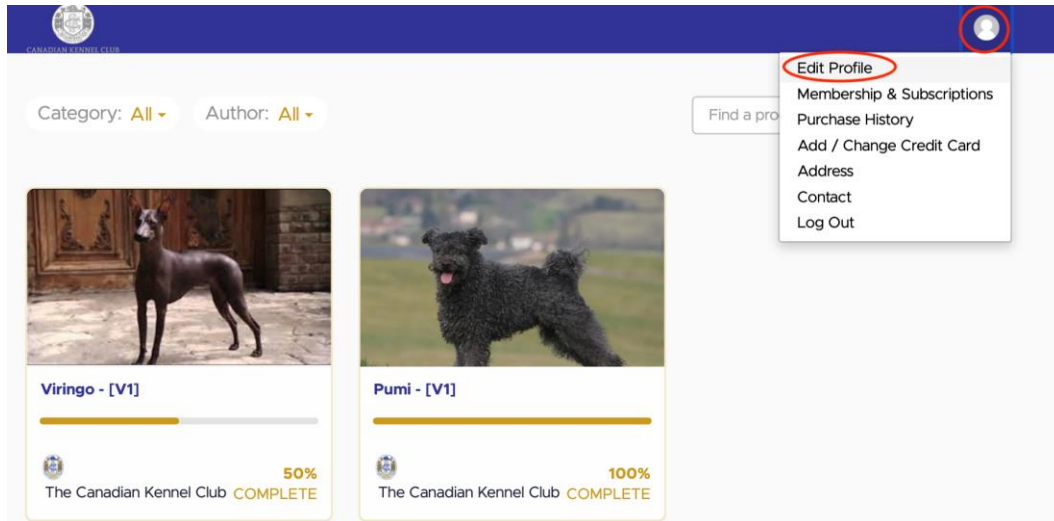 CANADIAN KENNEL CLUB
Edit Profile
Membership & Subscriptions
Purchase History
Add / Change Credit Card
Address
Contact
Log Out
Category: All
Author: All
Find a pro
Viringo - [V1]
50%
The Canadian Kennel Club COMPLETE
Pumi - [V1]
100%
The Canadian Kennel Club COMPLETE